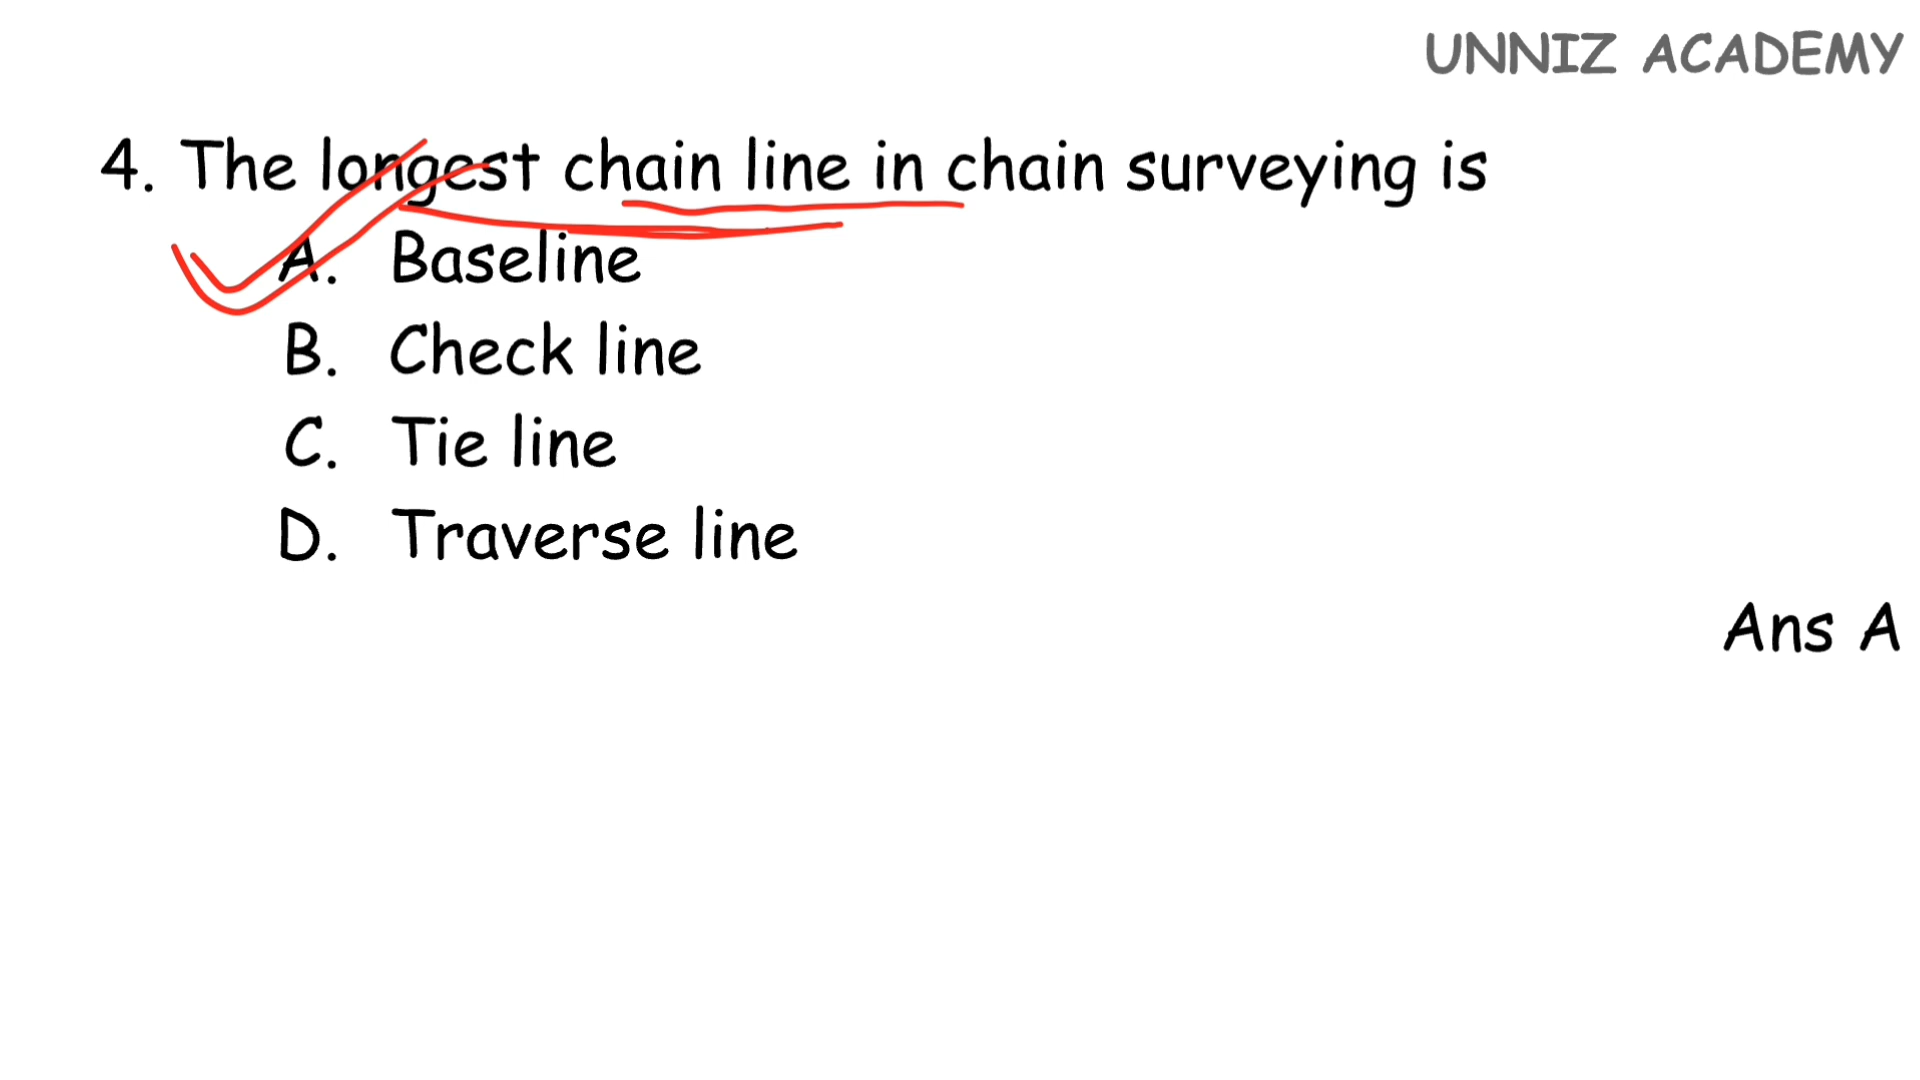 UNNIZ ACADEMY
4. The longest chain line in chain surveying is
A. Baseline
B. Check line
C. Tie line
D. Traverse line
Ans A